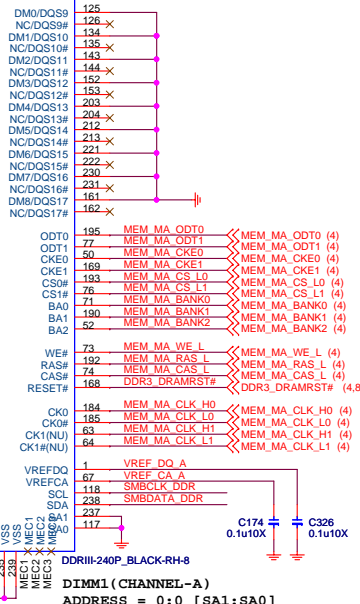 DM0/DQS9 125
NC/DQS9# 126
DM1/DQS10 134
NC/DQS10# 135
DM2/DQS11 143
NC/DQS11# 144
DM3/DQS12 152
NC/DQS12# 153
DM4/DQS13 203
NC/DQS13# 204
DM5/DQS14 212
NC/DQS14# 213
DM6/DQS15 221
NC/DQS15# 222
DM7/DQS16 230
NC/DQS16# 231
DM8/DQS17 161
NC/DQS17# 162
ODT0 195 MEM_MA_ODT0 MEM_MA_ODT0 (4)
ODT1 77 MEM_MA_ODT1 MEM_MA_ODT1 (4)
CKE0 50 MEM_MA_CKE0 MEM_MA_CKE0 (4)
CKE1 169 MEM_MA_CKE1 MEM_MA_CKE1 (4)
CS0# 193 MEM_MA_CS_L0 MEM_MA_CS_L0 (4)
CS1# 76 MEM_MA_CS_L1 MEM_MA_CS_L1 (4)
BA0 71 MEM_MA_BANK0 MEM_MA_BANK0 (4)
BA1 190 MEM_MA_BANK1 MEM_MA_BANK1 (4)
BA2 52 MEM_MA_BANK2 MEM_MA_BANK2 (4)
WE# 73 MEM_MA_WE_L MEM_MA_WE_L (4)
RAS# 192 MEM_MA_RAS_L MEM_MA_RAS_L (4)
CAS# 74 MEM_MA_CAS_L MEM_MA_CAS_L (4)
RESET# 168 DDR3_DRAMRST# DDR3_DRAMRST# (4,8
CK0 184 MEM_MA_CLK_H0 MEM_MA_CLK_H0 (4)
CK0# 185 MEM_MA_CLK_L0 MEM_MA_CLK_L0 (4)
CK1(NU) 63 MEM_MA_CLK_H1 MEM_MA_CLK_H1 (4)
CK1#(NU) 64 MEM_MA_CLK_L1 MEM_MA_CLK_L1 (4)
VREFDQ 1 VREF_DQ_A
VREFCA 67 VREF_CA_A
SCL 118 SMBCLK_DDR
SDA 238 SMBDATA_DDR
SA1 237
SA0 117
C174 C326
0.1u10X 0.1u10X
VSS VSS MEC1 MEC2 MEC3
239 MEC1 MEC2 MEC3
DDRIII-240P_BLACK-RH-8
DIMM1(CHANNEL-A)
ADDRESS = 0:0 [SA1:SA0]